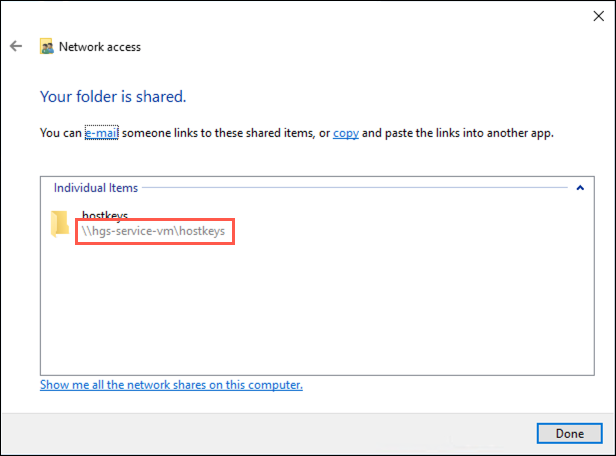 Network access
Your folder is shared.
You can e-mail someone links to these shared items, or copy and paste the links into another app.
Individual Items
hostkeys
\\hgs-service-vm\hostkeys
Show me all the network shares on this computer.
Done